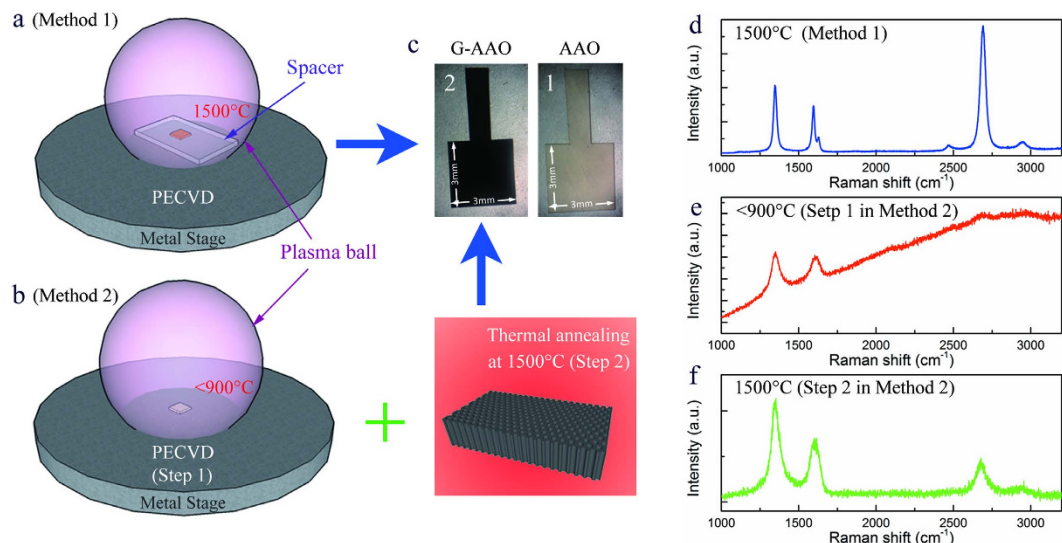 a (Method 1)
Spacer
1500°C
PECVD
Metal Stage
Plasma ball
b (Method 2)
<900°C
PECVD
(Step 1)
Metal Stage
c
G-AAO
AAO
2
3mm
3mm
1
3mm
3mm
+
Thermal annealing
at 1500°C (Step 2)
d
1500°C (Method 1)
Intensity (a.u.)
1000 1500 2000 2500 3000
Raman shift (cm⁻¹)
e
<900°C (Setp 1 in Method 2)
Intensity (a.u.)
1000 1500 2000 2500 3000
Raman shift (cm⁻¹)
f
1500°C (Step 2 in Method 2)
Intensity (a.u.)
1000 1500 2000 2500 3000
Raman shift (cm⁻¹)